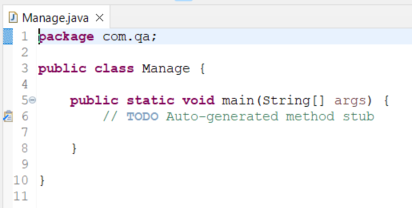 Manage.java
1 package com.qa;
2
3 public class Manage {
4
5 public static void main(String[] args) {
6 // TODO Auto-generated method stub
7
8 }
9
10 }
11